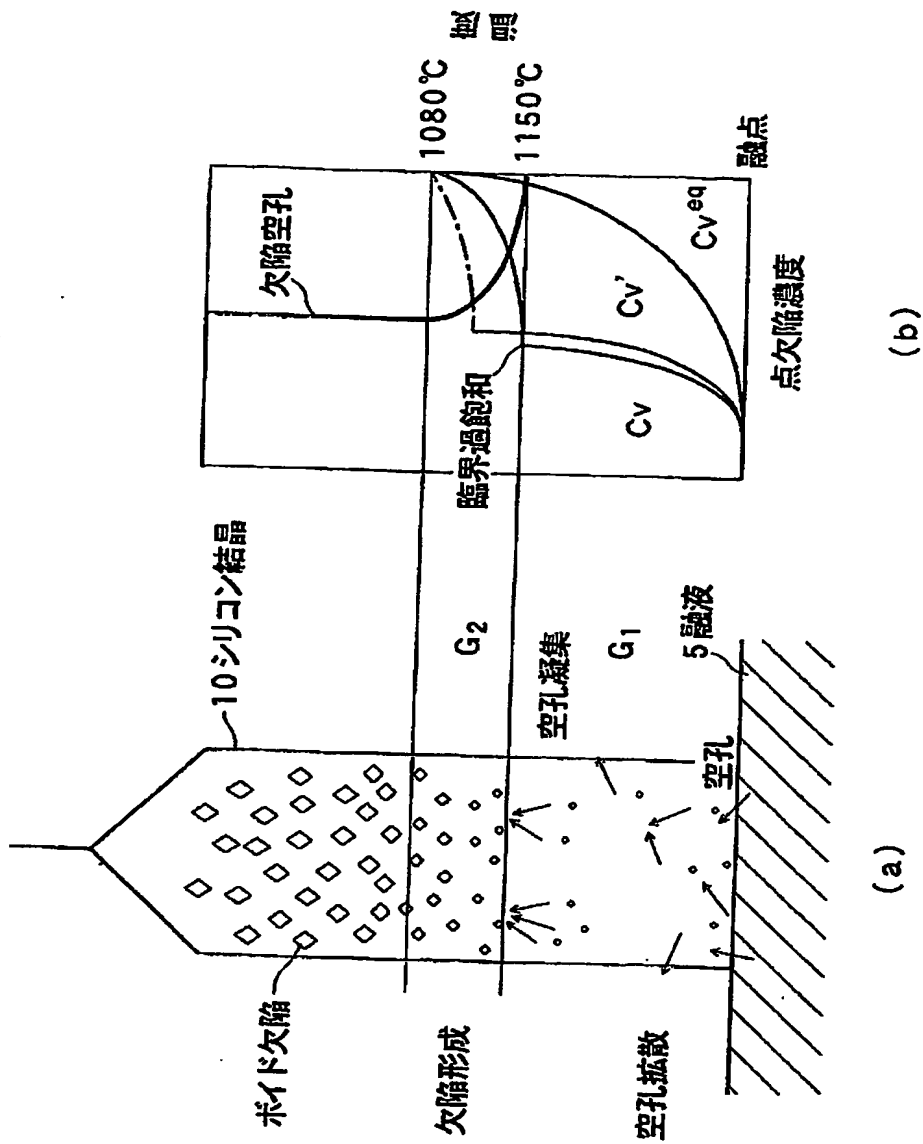 10シリコン結晶
ボイド欠陥
欠陥形成
空孔拡散
G2
空孔凝集
G1
5融液
空孔
(a)
欠陥空孔
1080℃
温度
1150℃
臨界過飽和
Cv
Cv'
Cv^eq
融点
点欠陥濃度
(b)